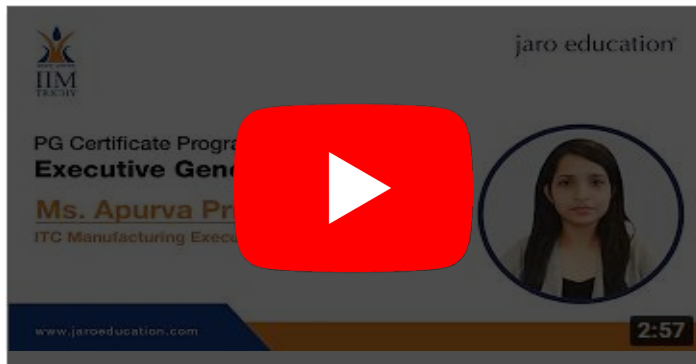 IIM
TRICHY
jaro education
PG Certificate Progra
Executive Gene
Ms. Apurva Pr
ITC Manufacturing Execu
www.jaroeducation.com
2:57